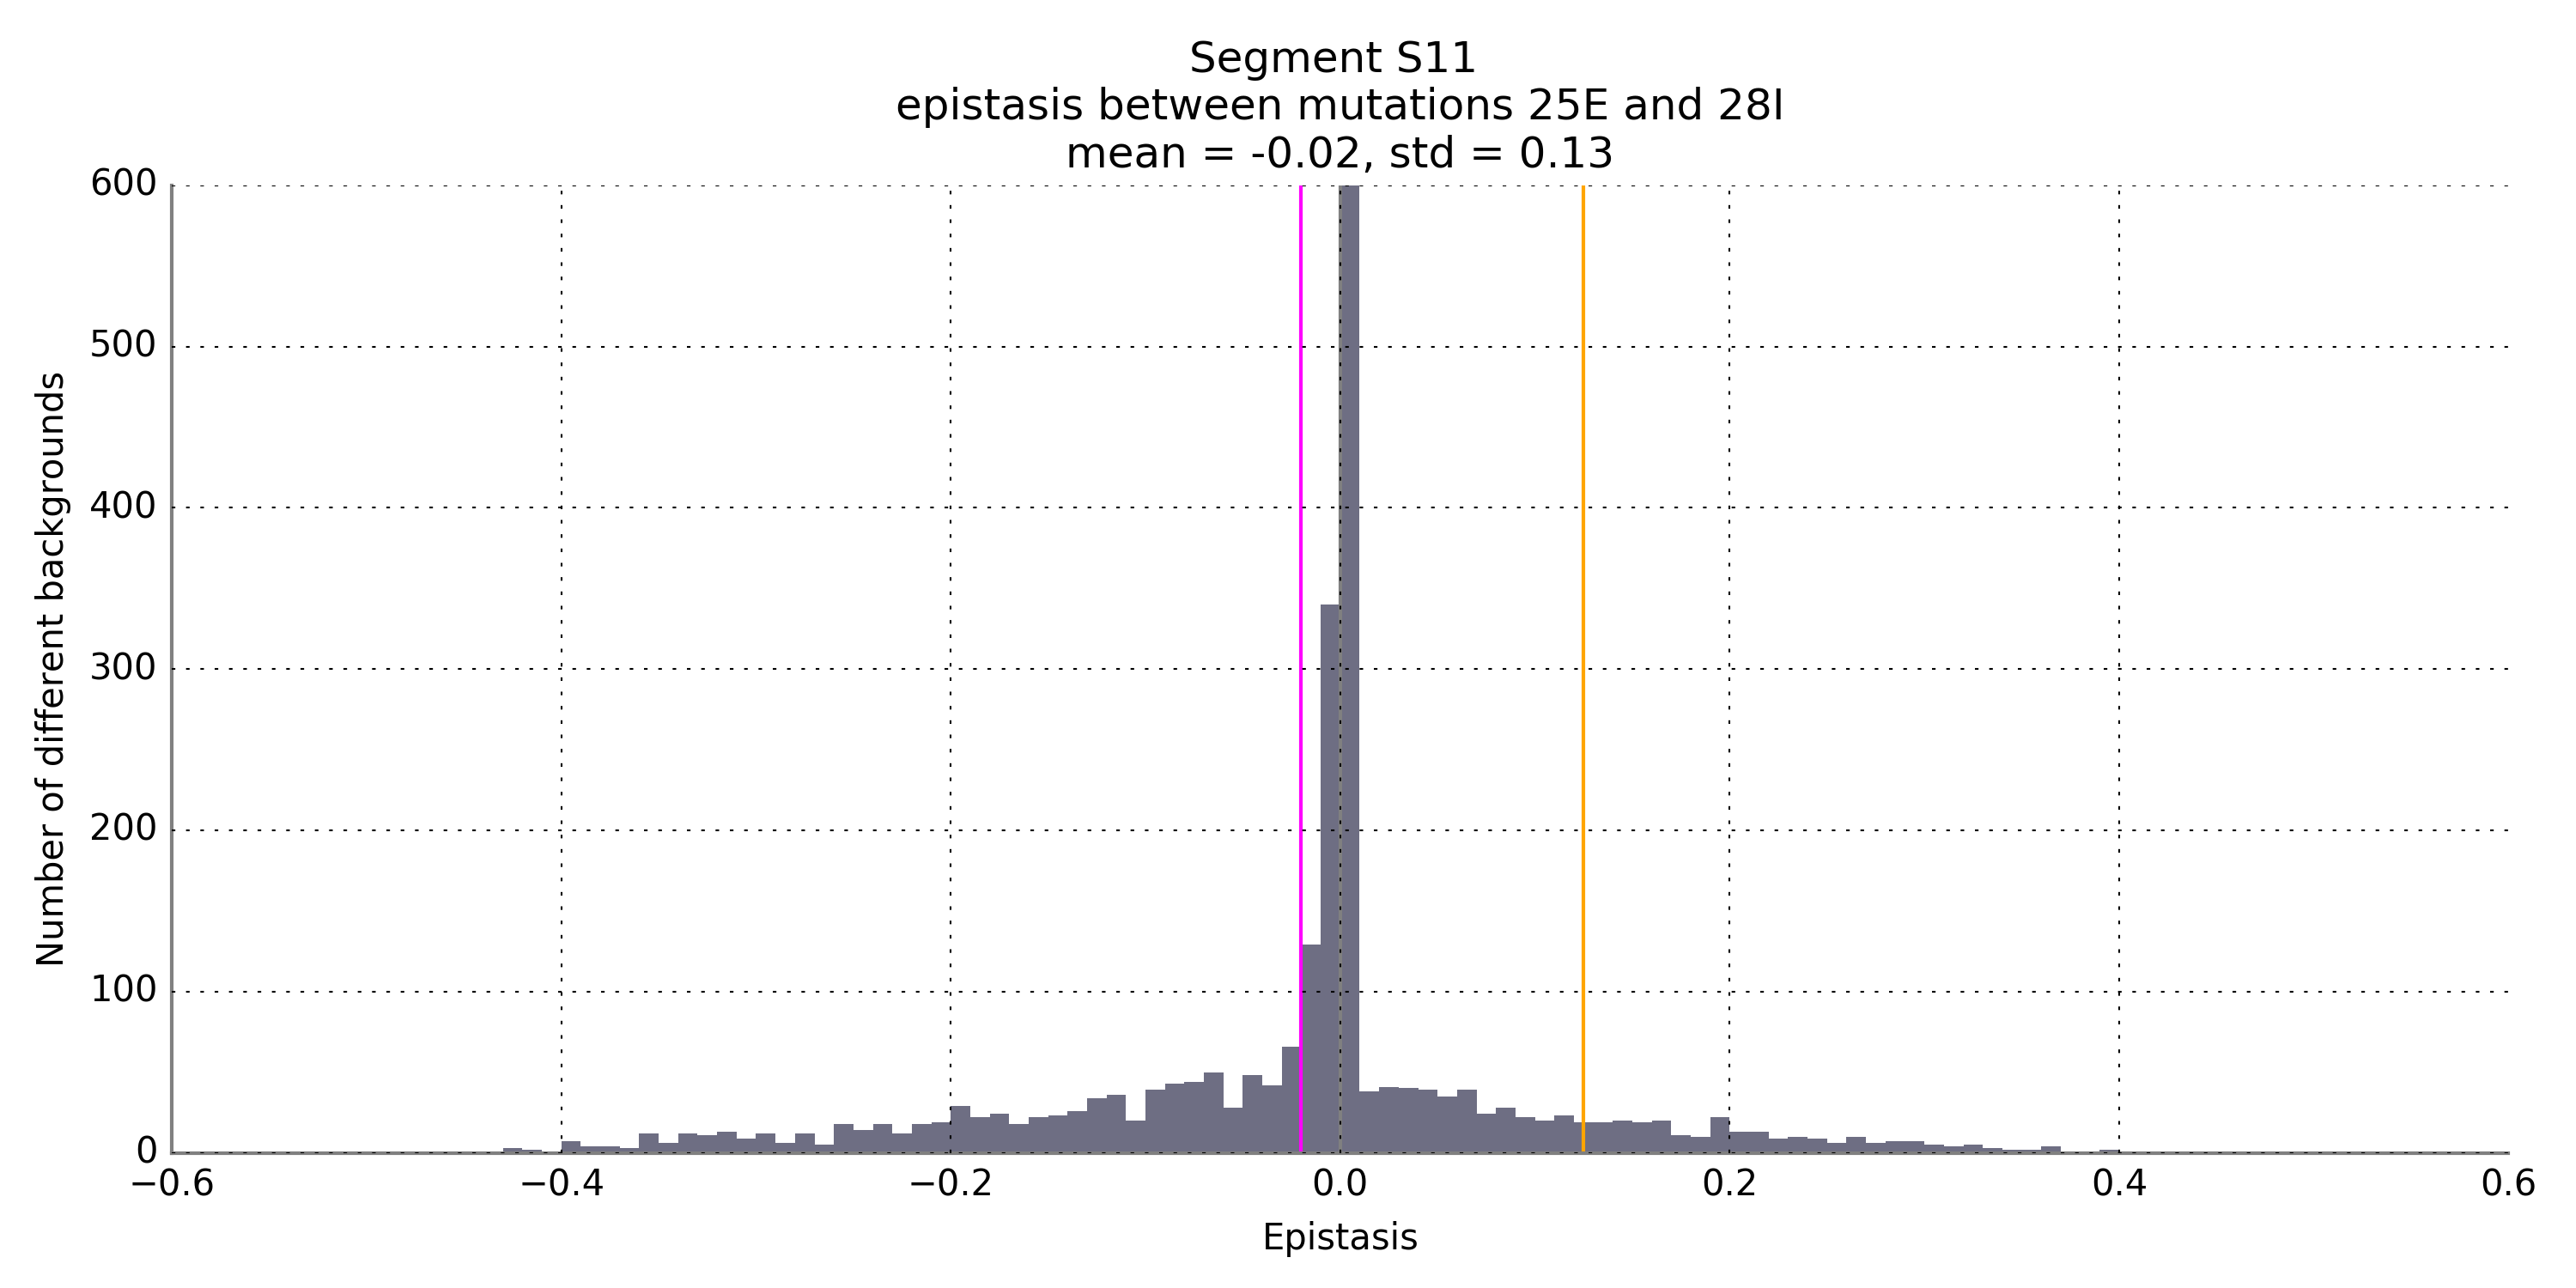 Segment S11
epistasis between mutations 25E and 28I
mean = -0.02, std = 0.13
600
500
400
300
200
100
0
Number of different backgrounds
−0.6 −0.4 −0.2 0.0 0.2 0.4 0.6
Epistasis